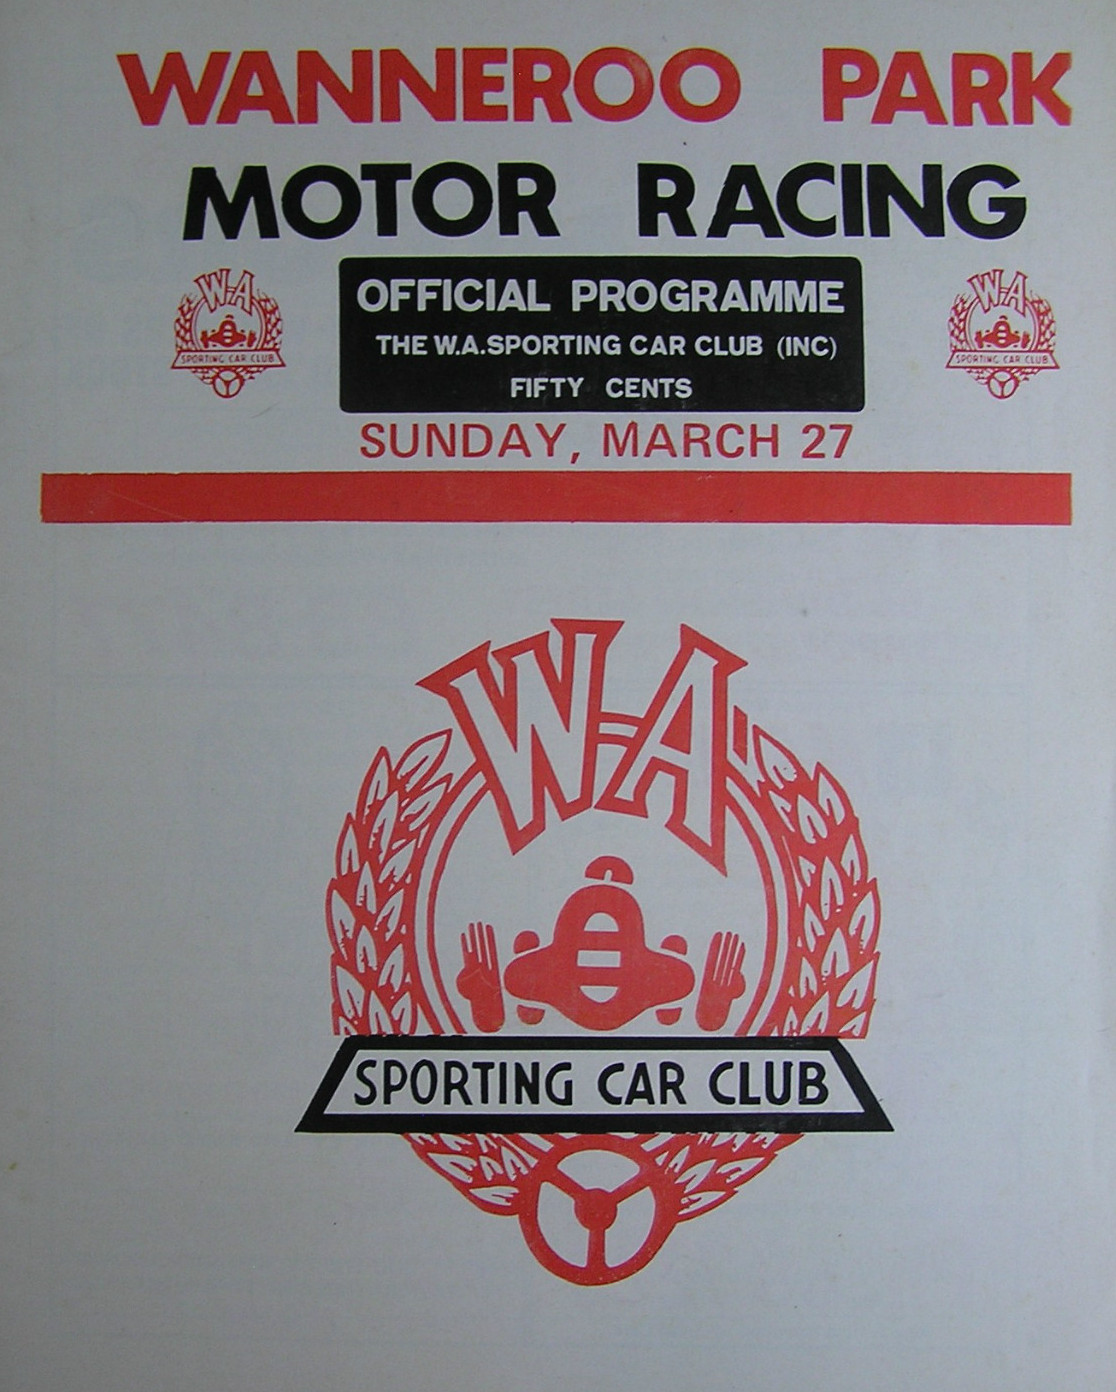 WANNEROO PARK
MOTOR RACING
OFFICIAL PROGRAMME
THE W.A.SPORTING CAR CLUB (INC)
FIFTY CENTS
SUNDAY, MARCH 27
W-A
SPORTING CAR CLUB
W-A
SPORTING CAR CLUB
W-A
SPORTING CAR CLUB